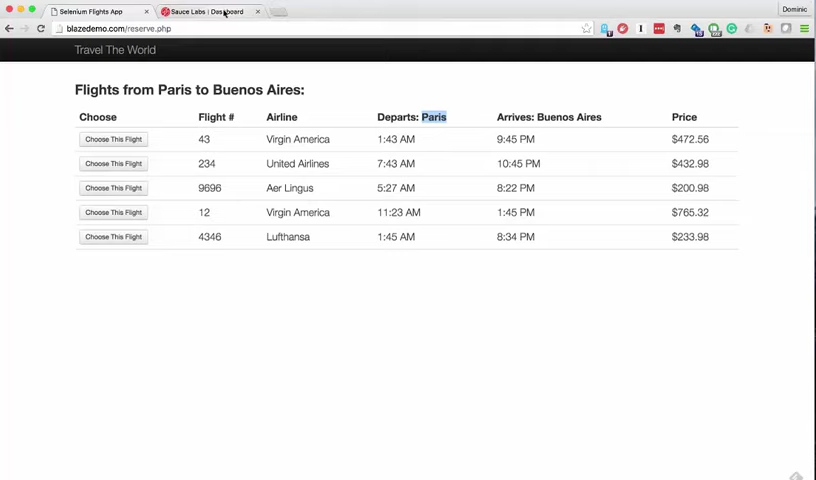 Selenium Flights App
Sauce Labs | Dashboard
Dominic
blazedemo.com/reserve.php
Travel The World
Flights from Paris to Buenos Aires:
Choose Flight # Airline Departs: Paris Arrives: Buenos Aires Price
Choose This Flight 43 Virgin America 1:43 AM 9:45 PM $472.56
Choose This Flight 234 United Airlines 7:43 AM 10:45 PM $432.98
Choose This Flight 9696 Aer Lingus 5:27 AM 8:22 PM $200.98
Choose This Flight 12 Virgin America 11:23 AM 1:45 PM $765.32
Choose This Flight 4346 Lufthansa 1:45 AM 8:34 PM $233.98